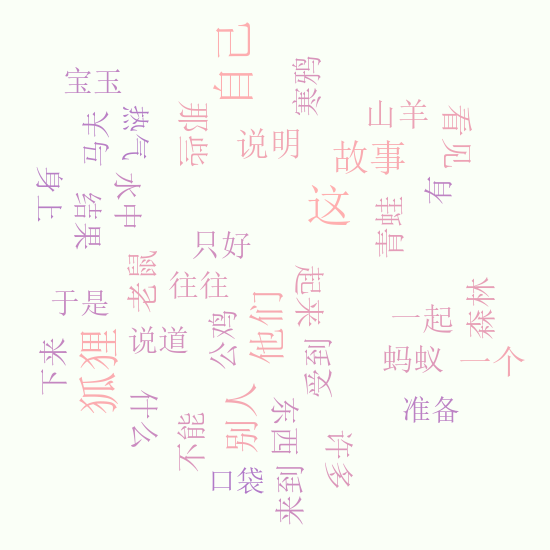 自己
寒鸦
宝玉
山羊
热气
马夫
那些
说明
看见
故事
上身
结果
水中
有
这
青蛙
只好
老鼠
往往
起来
于是
他们
一起
森林
公鸡
说道
狐狸
下来
受到
蚂蚁
一个
什么
别人
东西
准备
不能
许多
口袋
来到